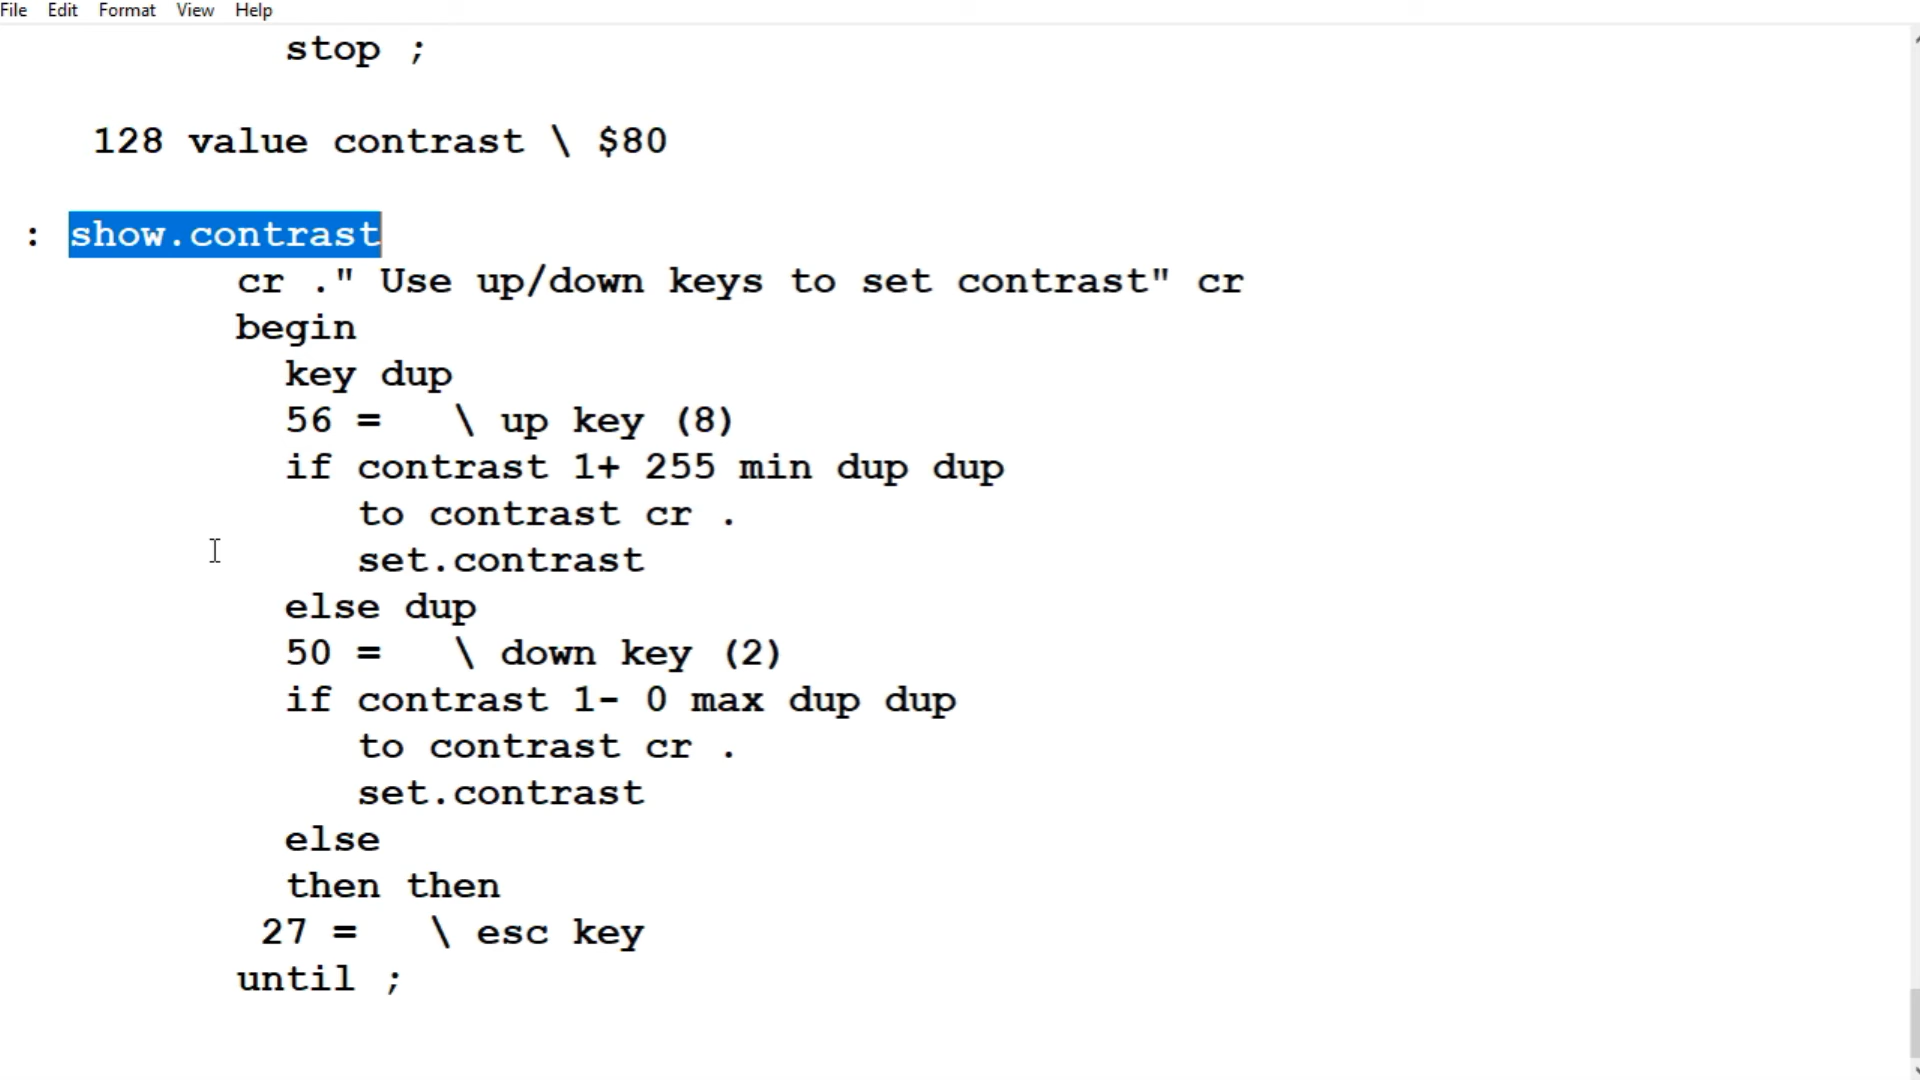 File Edit Format View Help
stop ;
128 value contrast \ $80
: show.contrast
cr ." Use up/down keys to set contrast" cr
begin
key dup
56 = \ up key (8)
if contrast 1+ 255 min dup dup
to contrast cr .
set.contrast
else dup
50 = \ down key (2)
if contrast 1- 0 max dup dup
to contrast cr .
set.contrast
else
then then
27 = \ esc key
until ;